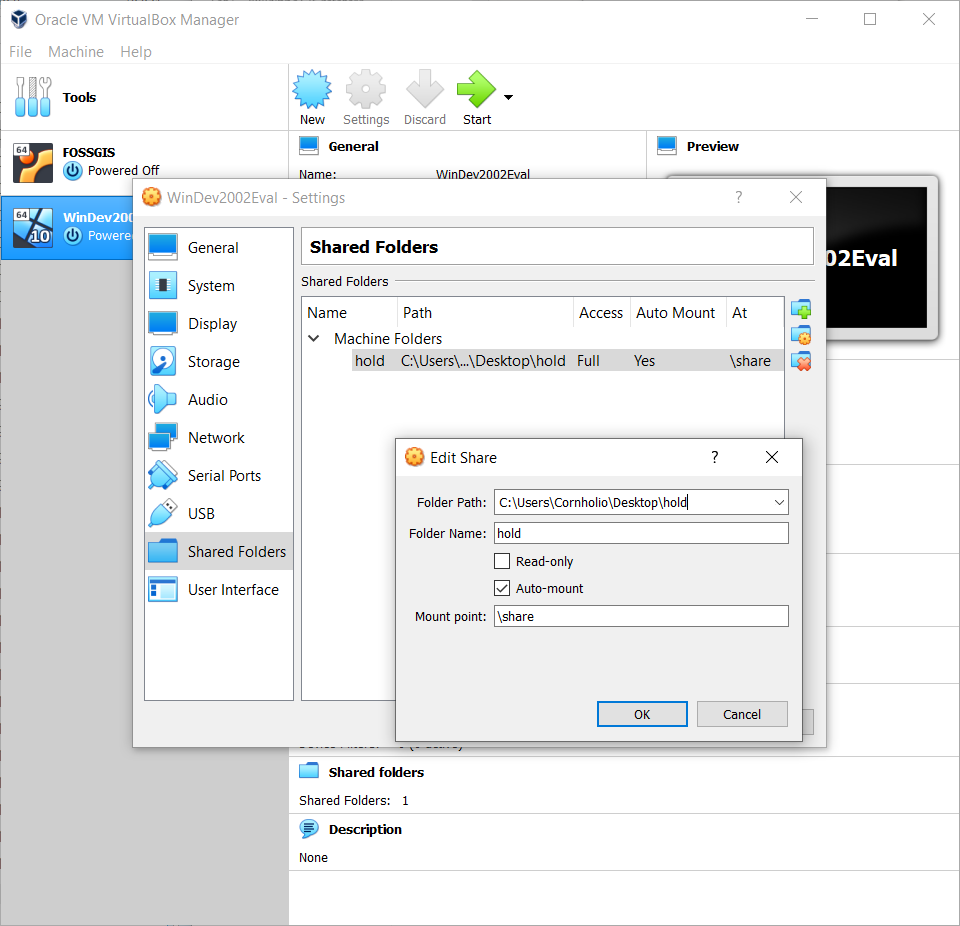 Oracle VM VirtualBox Manager
File Machine Help
Tools
New Settings Discard Start
64 FOSSGIS
Powered Off
64 WinDev200
10 Powered
General
Name: WinDev2002Eval
Preview
02Eval
WinDev2002Eval - Settings ?
General
System
Display
Storage
Audio
Network
Serial Ports
USB
Shared Folders
User Interface
Shared Folders
Shared Folders
Name Path Access Auto Mount At
Machine Folders
hold C:\Users\...\Desktop\hold Full Yes \share
Edit Share ?
Folder Path: C:\Users\Cornholio\Desktop\hold
Folder Name: hold
Read-only
Auto-mount
Mount point: \share
OK Cancel
Shared folders
Shared Folders: 1
Description
None